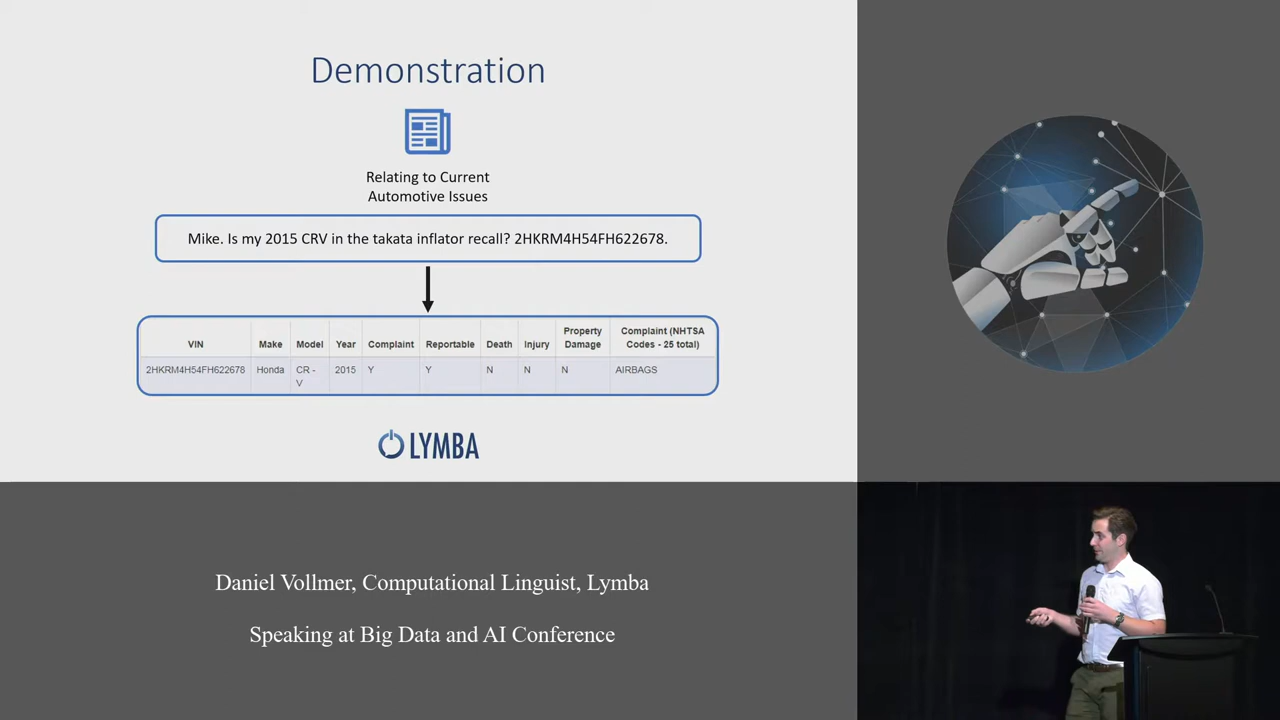 Demonstration
Relating to Current
Automotive Issues
Mike. Is my 2015 CRV in the takata inflator recall? 2HKRM4H54FH622678.
VIN Make Model Year Complaint Reportable Death Injury Property Damage Complaint (NHTSA Codes - 25 total)
2HKRM4H54FH622678 Honda CR - V 2015 Y Y N N N AIRBAGS
LYMBA
Daniel Vollmer, Computational Linguist, Lymba
Speaking at Big Data and AI Conference